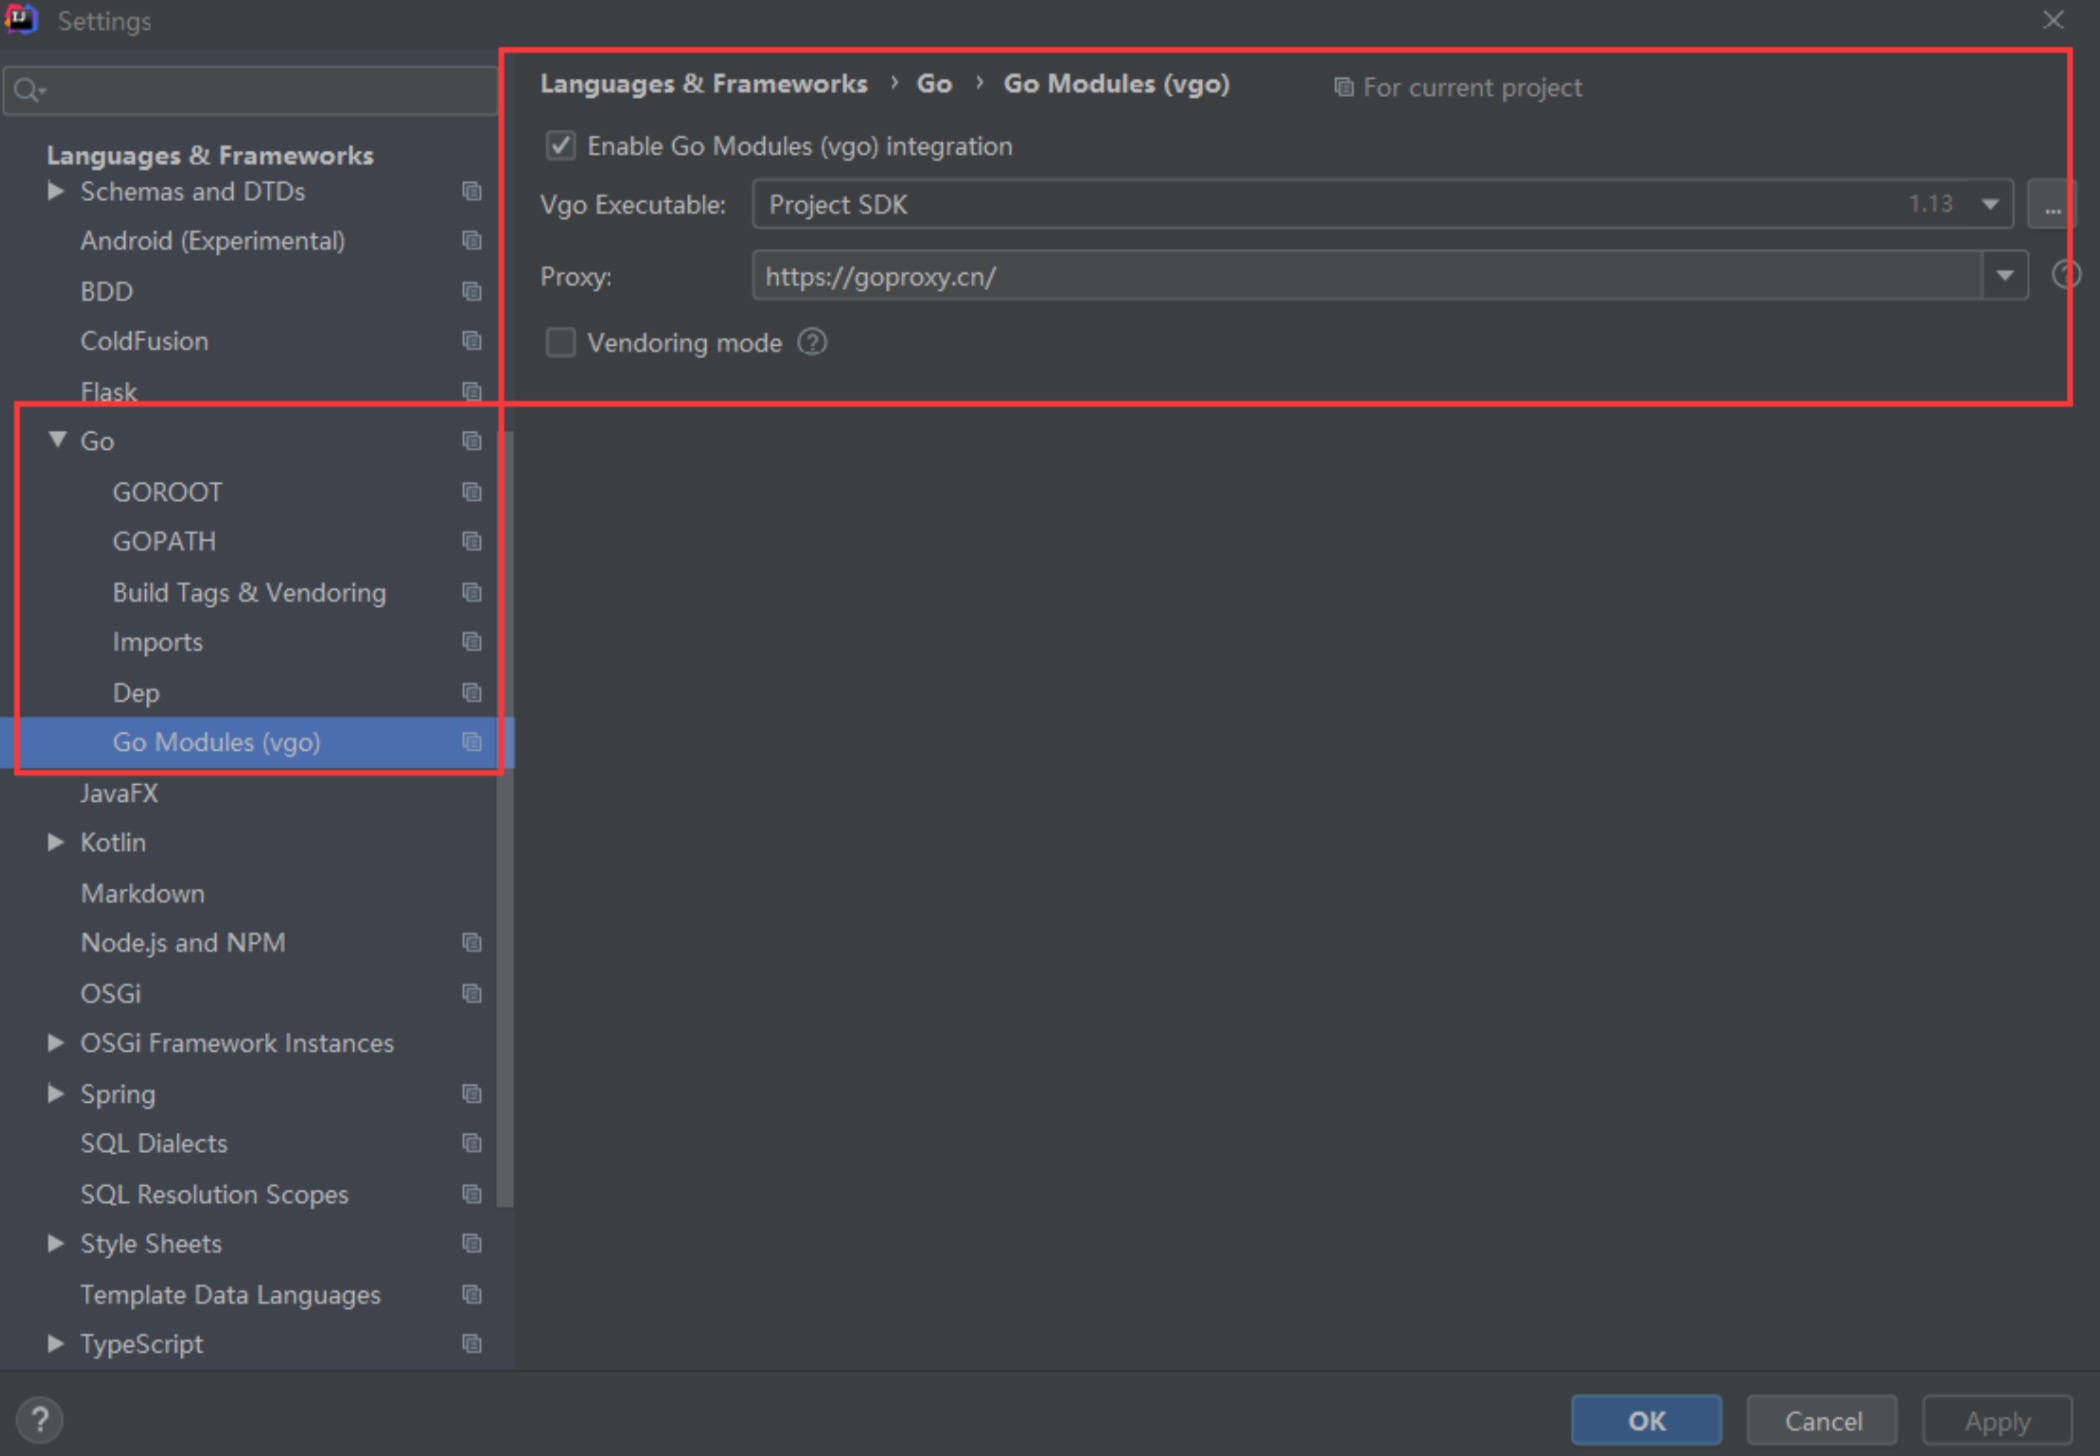 Settings
Languages & Frameworks
Schemas and DTDs
Android (Experimental)
BDD
ColdFusion
Flask
Go
GOROOT
GOPATH
Build Tags & Vendoring
Imports
Dep
Go Modules (vgo)
JavaFX
Kotlin
Markdown
Node.js and NPM
OSGi
OSGi Framework Instances
Spring
SQL Dialects
SQL Resolution Scopes
Style Sheets
Template Data Languages
TypeScript
Languages & Frameworks › Go › Go Modules (vgo) For current project
Enable Go Modules (vgo) integration
Vgo Executable: Project SDK 1.13 ...
Proxy: https://goproxy.cn/ ?
Vendoring mode ?
? OK Cancel Apply